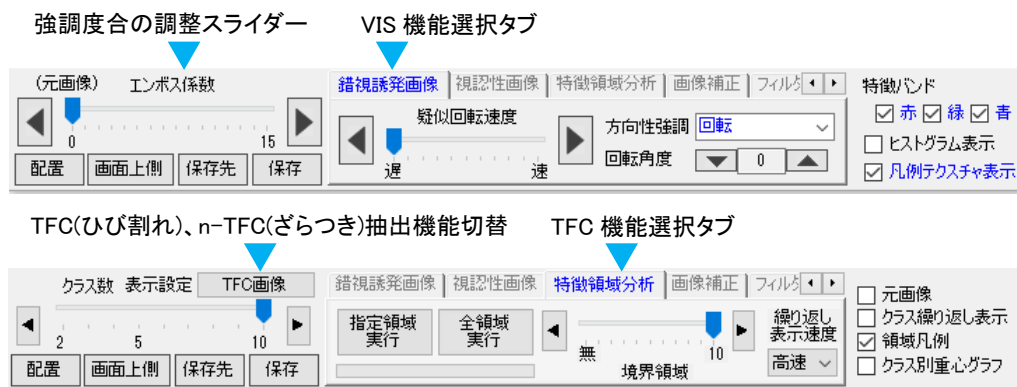 強調度合の調整スライダー VIS 機能選択タブ
(元画像) エンボス係数 錯視誘発画像 視認性画像 特徴領域分析 画像補正 フィルタ 特徴バンド
疑似回転速度 方向性強調 回転 赤 緑 青
0 15 回転角度 0 ヒストグラム表示
配置 画面上側 保存先 保存 遅 速 凡例テクスチャ表示
TFC(ひび割れ)、n-TFC(ざらつき)抽出機能切替 TFC 機能選択タブ
クラス数 表示設定 TFC画像 錯視誘発画像 視認性画像 特徴領域分析 画像補正 フィルタ 元画像
指定領域実行 全領域実行 繰り返し表示速度 クラス繰り返し表示
2 5 10 無 10 領域凡例
配置 画面上側 保存先 保存 境界領域 高速 クラス別重心グラフ